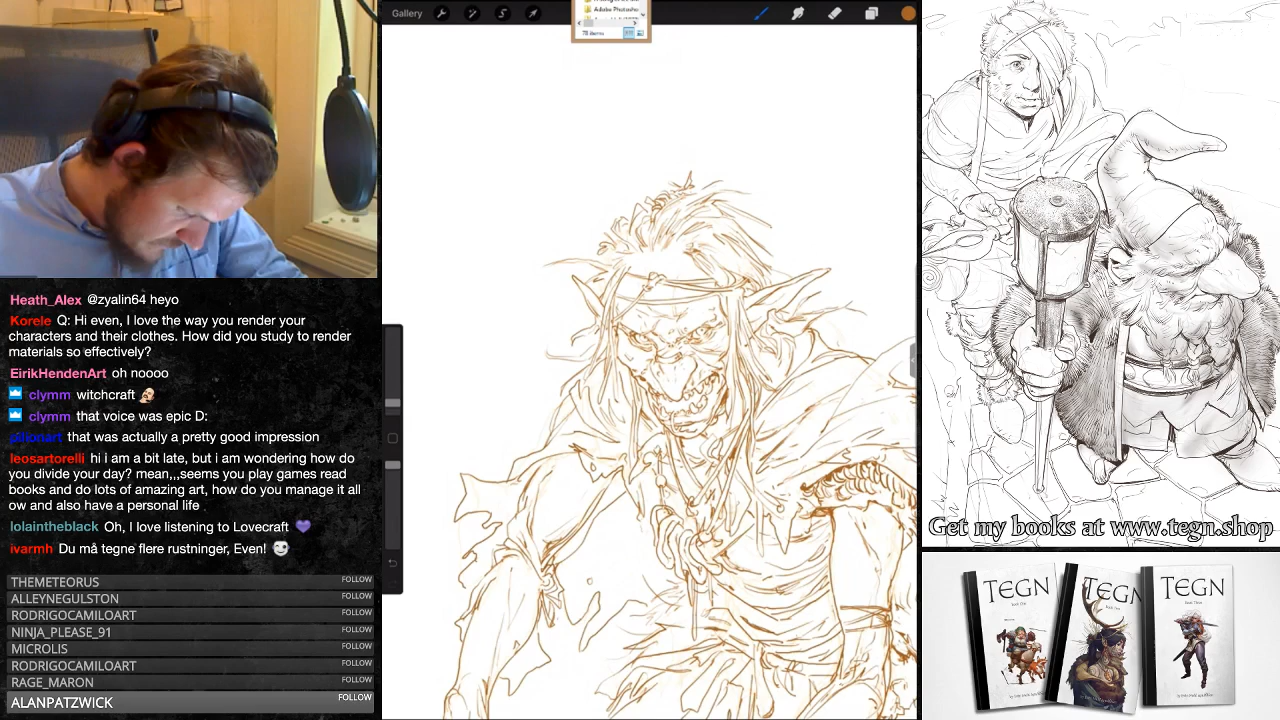 Gallery
Adobe Photosho
78 items
Heath_Alex @zyalin64 heyo
Korele Q: Hi even, I love the way you render your
characters and their clothes. How did you study to render
materials so effectively?
EirikHendenArt oh noooo
clymm witchcraft
clymm that voice was epic D:
that was actually a pretty good impression
leosartorelli hi i am a bit late, but i am wondering how do
you divide your day? mean,,,seems you play games read
books and do lots of amazing art, how do you manage it all
ow and also have a personal life
lolaintheblack Oh, I love listening to Lovecraft
ivarmh Du må tegne flere rustninger, Even!
THEMETEORUS FOLLOW
ALLEYNEGULSTON FOLLOW
RODRIGOCAMILOART FOLLOW
NINJA_PLEASE_91 FOLLOW
MICROLIS FOLLOW
RODRIGOCAMILOART FOLLOW
RAGE_MARON FOLLOW
ALANPATZWICK FOLLOW
Get my books at www.tegn.shop
TEGN
TEGN
TEGN